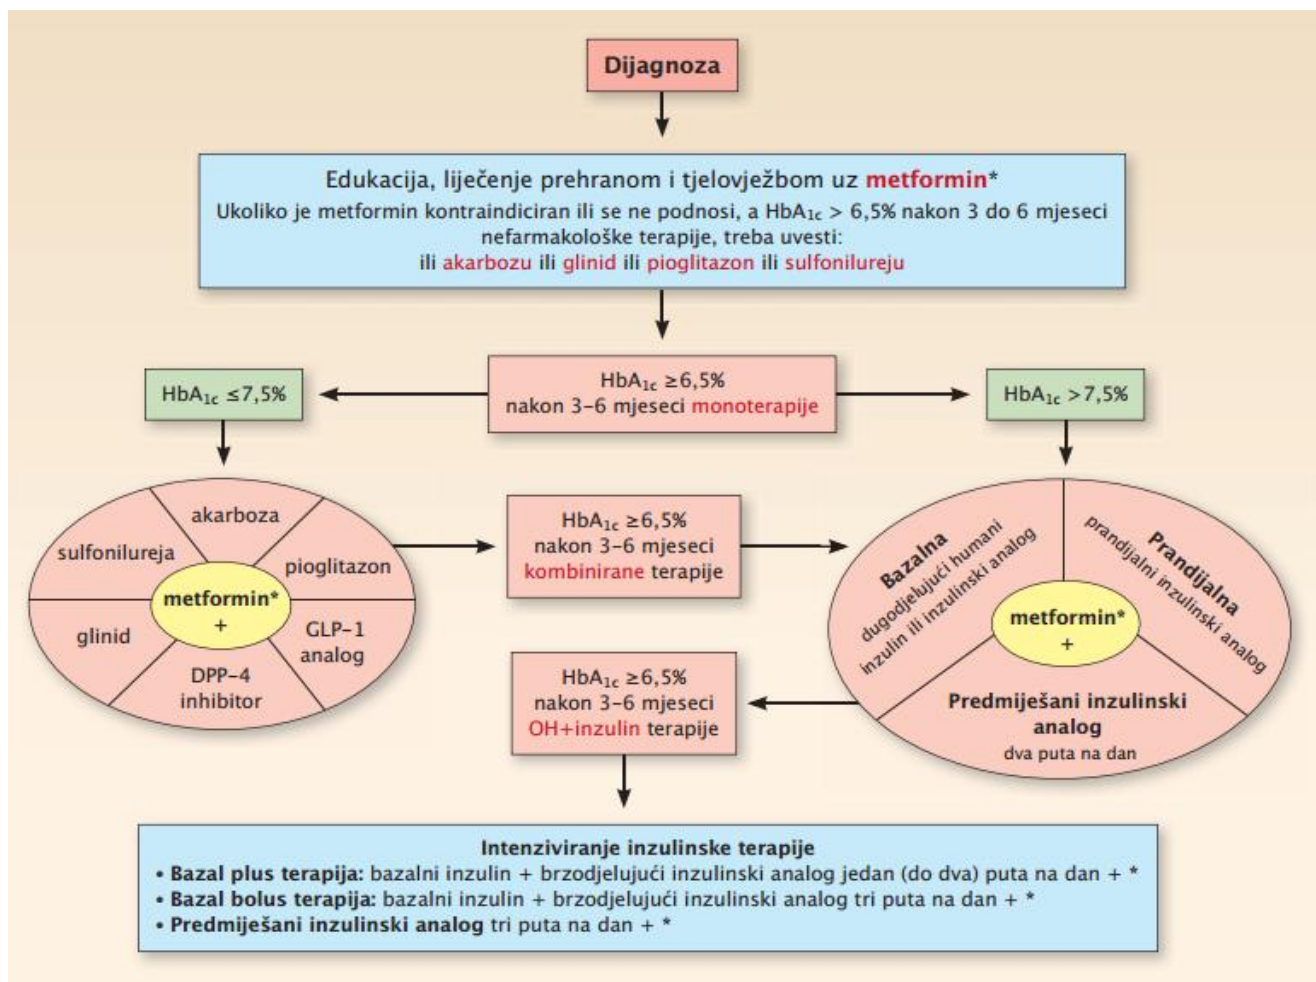 Dijagnoza
Edukacija, liječenje prehranom i tjelovježbom uz metformin*
Ukoliko je metformin kontraindiciran ili se ne podnosi, a HbA1c > 6,5% nakon 3 do 6 mjeseci
nefarmakološke terapije, treba uvesti:
ili akarbozu ili glinid ili pioglitazon ili sulfonilureju
HbA1c ≤7,5%
HbA1c ≥6,5%
nakon 3–6 mjeseci monoterapije
HbA1c >7,5%
akarboza
sulfonilureja
pioglitazon
metformin*
+
glinid
GLP–1
analog
DPP–4
inhibitor
HbA1c ≥6,5%
nakon 3–6 mjeseci
kombinirane terapije
Bazalna
dugodjelujući humani
inzulin ili inzulinski analog
Prandijalna
prandijalni inzulinski analog
metformin*
+
Predmiješani inzulinski
analog
dva puta na dan
HbA1c ≥6,5%
nakon 3–6 mjeseci
OH+inzulin terapije
Intenziviranje inzulinske terapije
• Bazal plus terapija: bazalni inzulin + brzodjelujući inzulinski analog jedan (do dva) puta na dan + *
• Bazal bolus terapija: bazalni inzulin + brzodjelujući inzulinski analog tri puta na dan + *
• Predmiješani inzulinski analog tri puta na dan + *